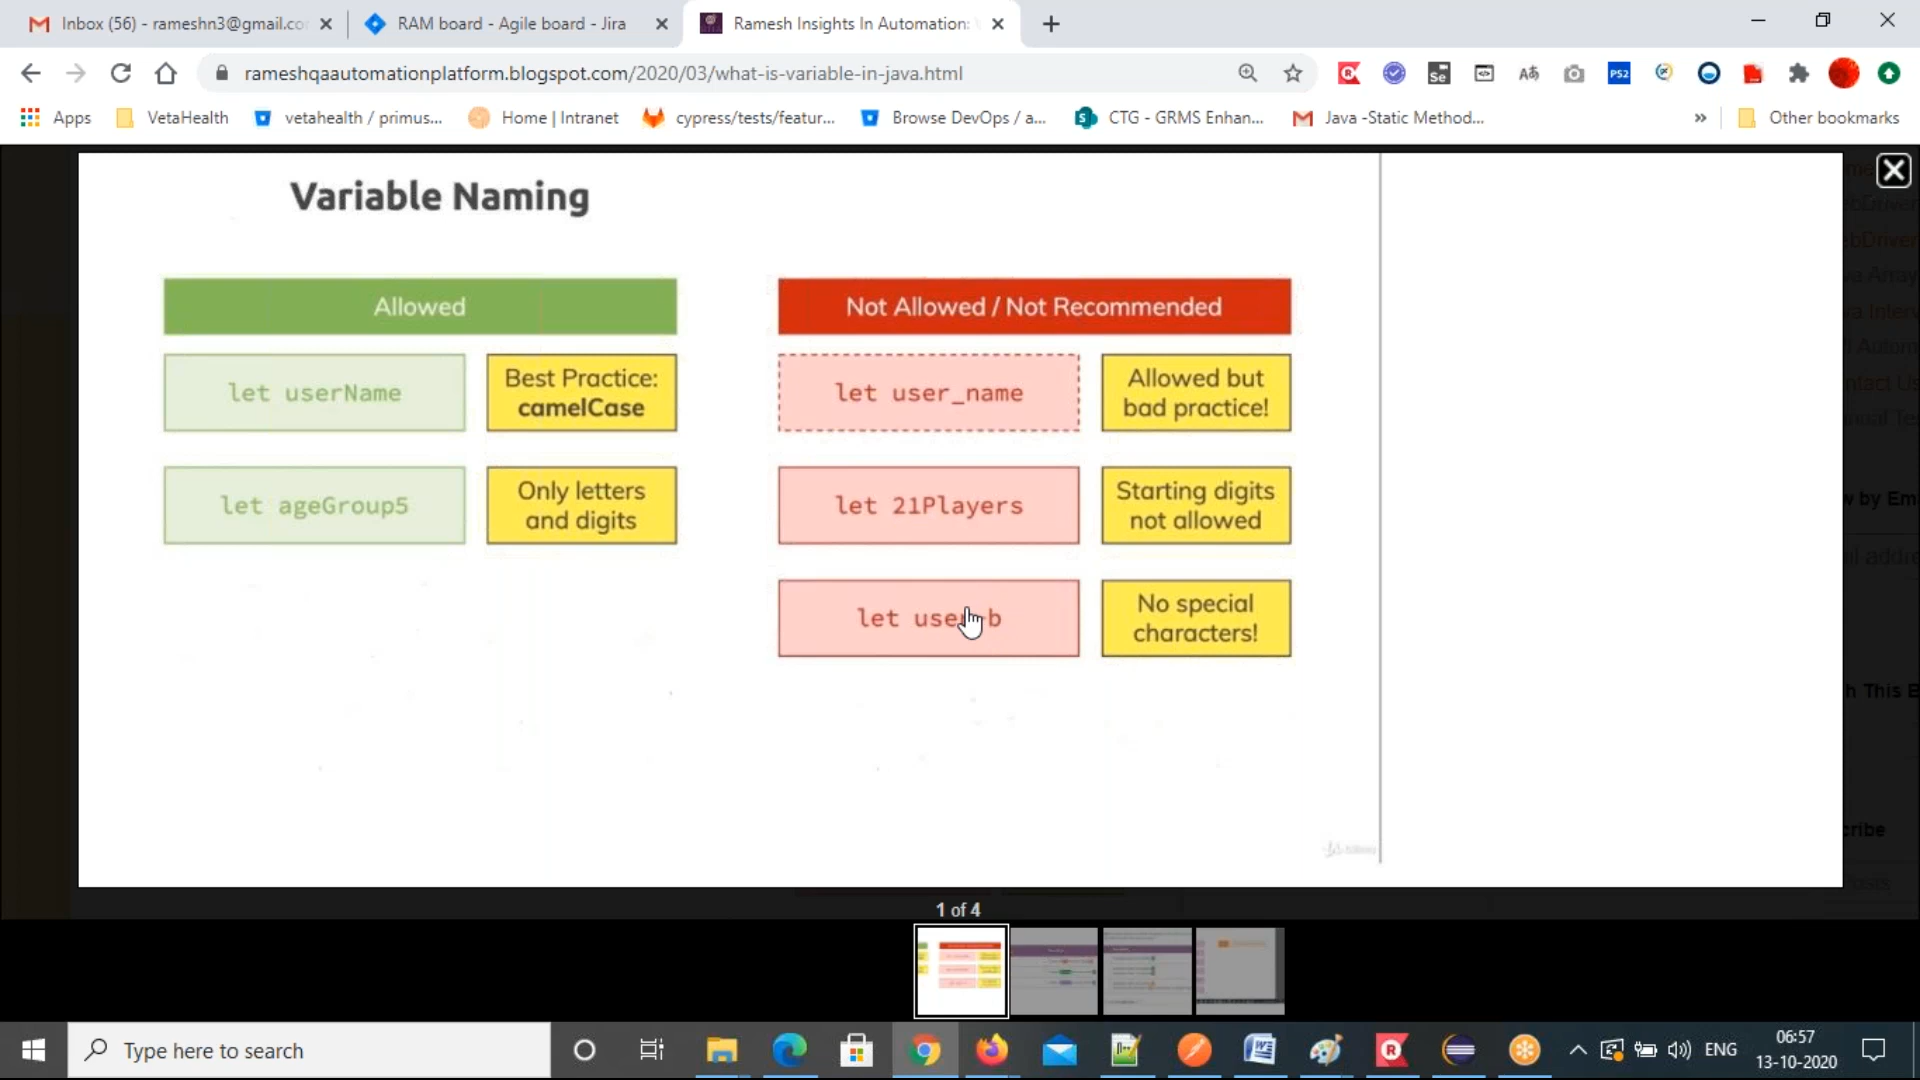 Inbox (56) - rameshn3@gmail.co
RAM board - Agile board - Jira
Ramesh Insights In Automation:
rameshqaautomationplatform.blogspot.com/2020/03/what-is-variable-in-java.html
Apps
VetaHealth
vetahealth / primus...
Home | Intranet
cypress/tests/featur...
Browse DevOps / a...
CTG - GRMS Enhan...
Java -Static Method...
»
Other bookmarks
Variable Naming
Allowed
Not Allowed / Not Recommended
let userName
Best Practice:
camelCase
let user_name
Allowed but
bad practice!
let ageGroup5
Only letters
and digits
let 21Players
Starting digits
not allowed
let use b
No special
characters!
1 of 4
Type here to search
ENG
06:57
13-10-2020